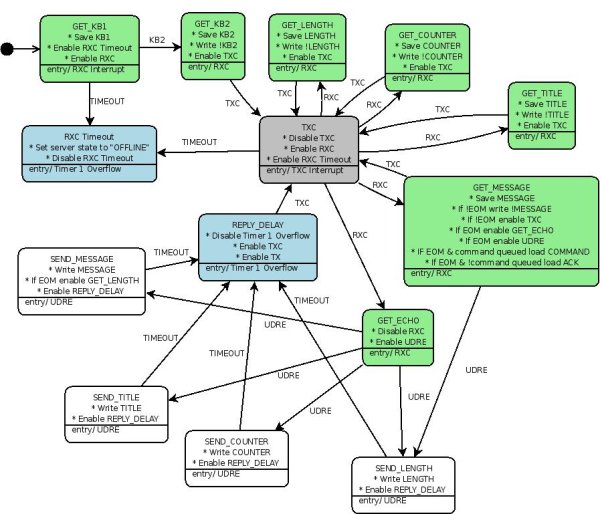 GET_KB1
* Save KB1
* Enable RXC Timeout
* Enable RXC
entry/ RXC Interrupt
KB2
GET_KB2
* Save KB2
* Write !KB2
* Enable TXC
entry/ RXC
GET_LENGTH
* Save LENGTH
* Write !LENGTH
* Enable TXC
entry/ RXC
GET_COUNTER
* Save COUNTER
* Write !COUNTER
* Enable TXC
entry/ RXC
GET_TITLE
* Save TITLE
* Write !TITLE
* Enable TXC
entry/ RXC
TIMEOUT
TXC
TXC
RXC
TXC
RXC
TXC
RXC
RXC Timeout
* Set server state to "OFFLINE"
* Disable RXC Timeout
entry/ Timer 1 Overflow
TIMEOUT
TXC
* Disable TXC
* Enable RXC
* Enable RXC Timeout
entry/ TXC Interrupt
TXC
RXC
GET_MESSAGE
* Save MESSAGE
* If !EOM write !MESSAGE
* If !EOM enable TXC
* If EOM enable GET_ECHO
* If EOM enable UDRE
* If EOM & command queued load COMMAND
* If EOM & !command queued load ACK
entry/ RXC
TXC
RXC
REPLY_DELAY
* Disable Timer 1 Overflow
* Enable TXC
* Enable TX
entry/ Timer 1 Overflow
SEND_MESSAGE
* Write MESSAGE
* If EOM enable GET_LENGTH
* Enable REPLY_DELAY
entry/ UDRE
TIMEOUT
TIMEOUT
UDRE
TIMEOUT
TIMEOUT
GET_ECHO
* Disable RXC
* Enable UDRE
entry/ RXC
UDRE
UDRE
UDRE
UDRE
SEND_TITLE
* Write TITLE
* Enable REPLY_DELAY
entry/ UDRE
SEND_COUNTER
* Write COUNTER
* Enable REPLY_DELAY
entry/ UDRE
SEND_LENGTH
* Write LENGTH
* Enable REPLY_DELAY
entry/ UDRE